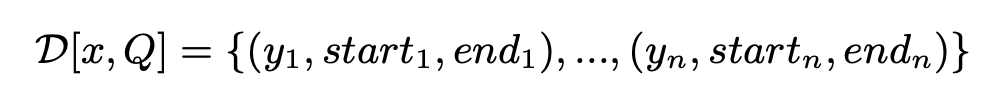 𝒟[x, Q] = {(y₁, start₁, end₁), ..., (yₙ, startₙ, endₙ)}